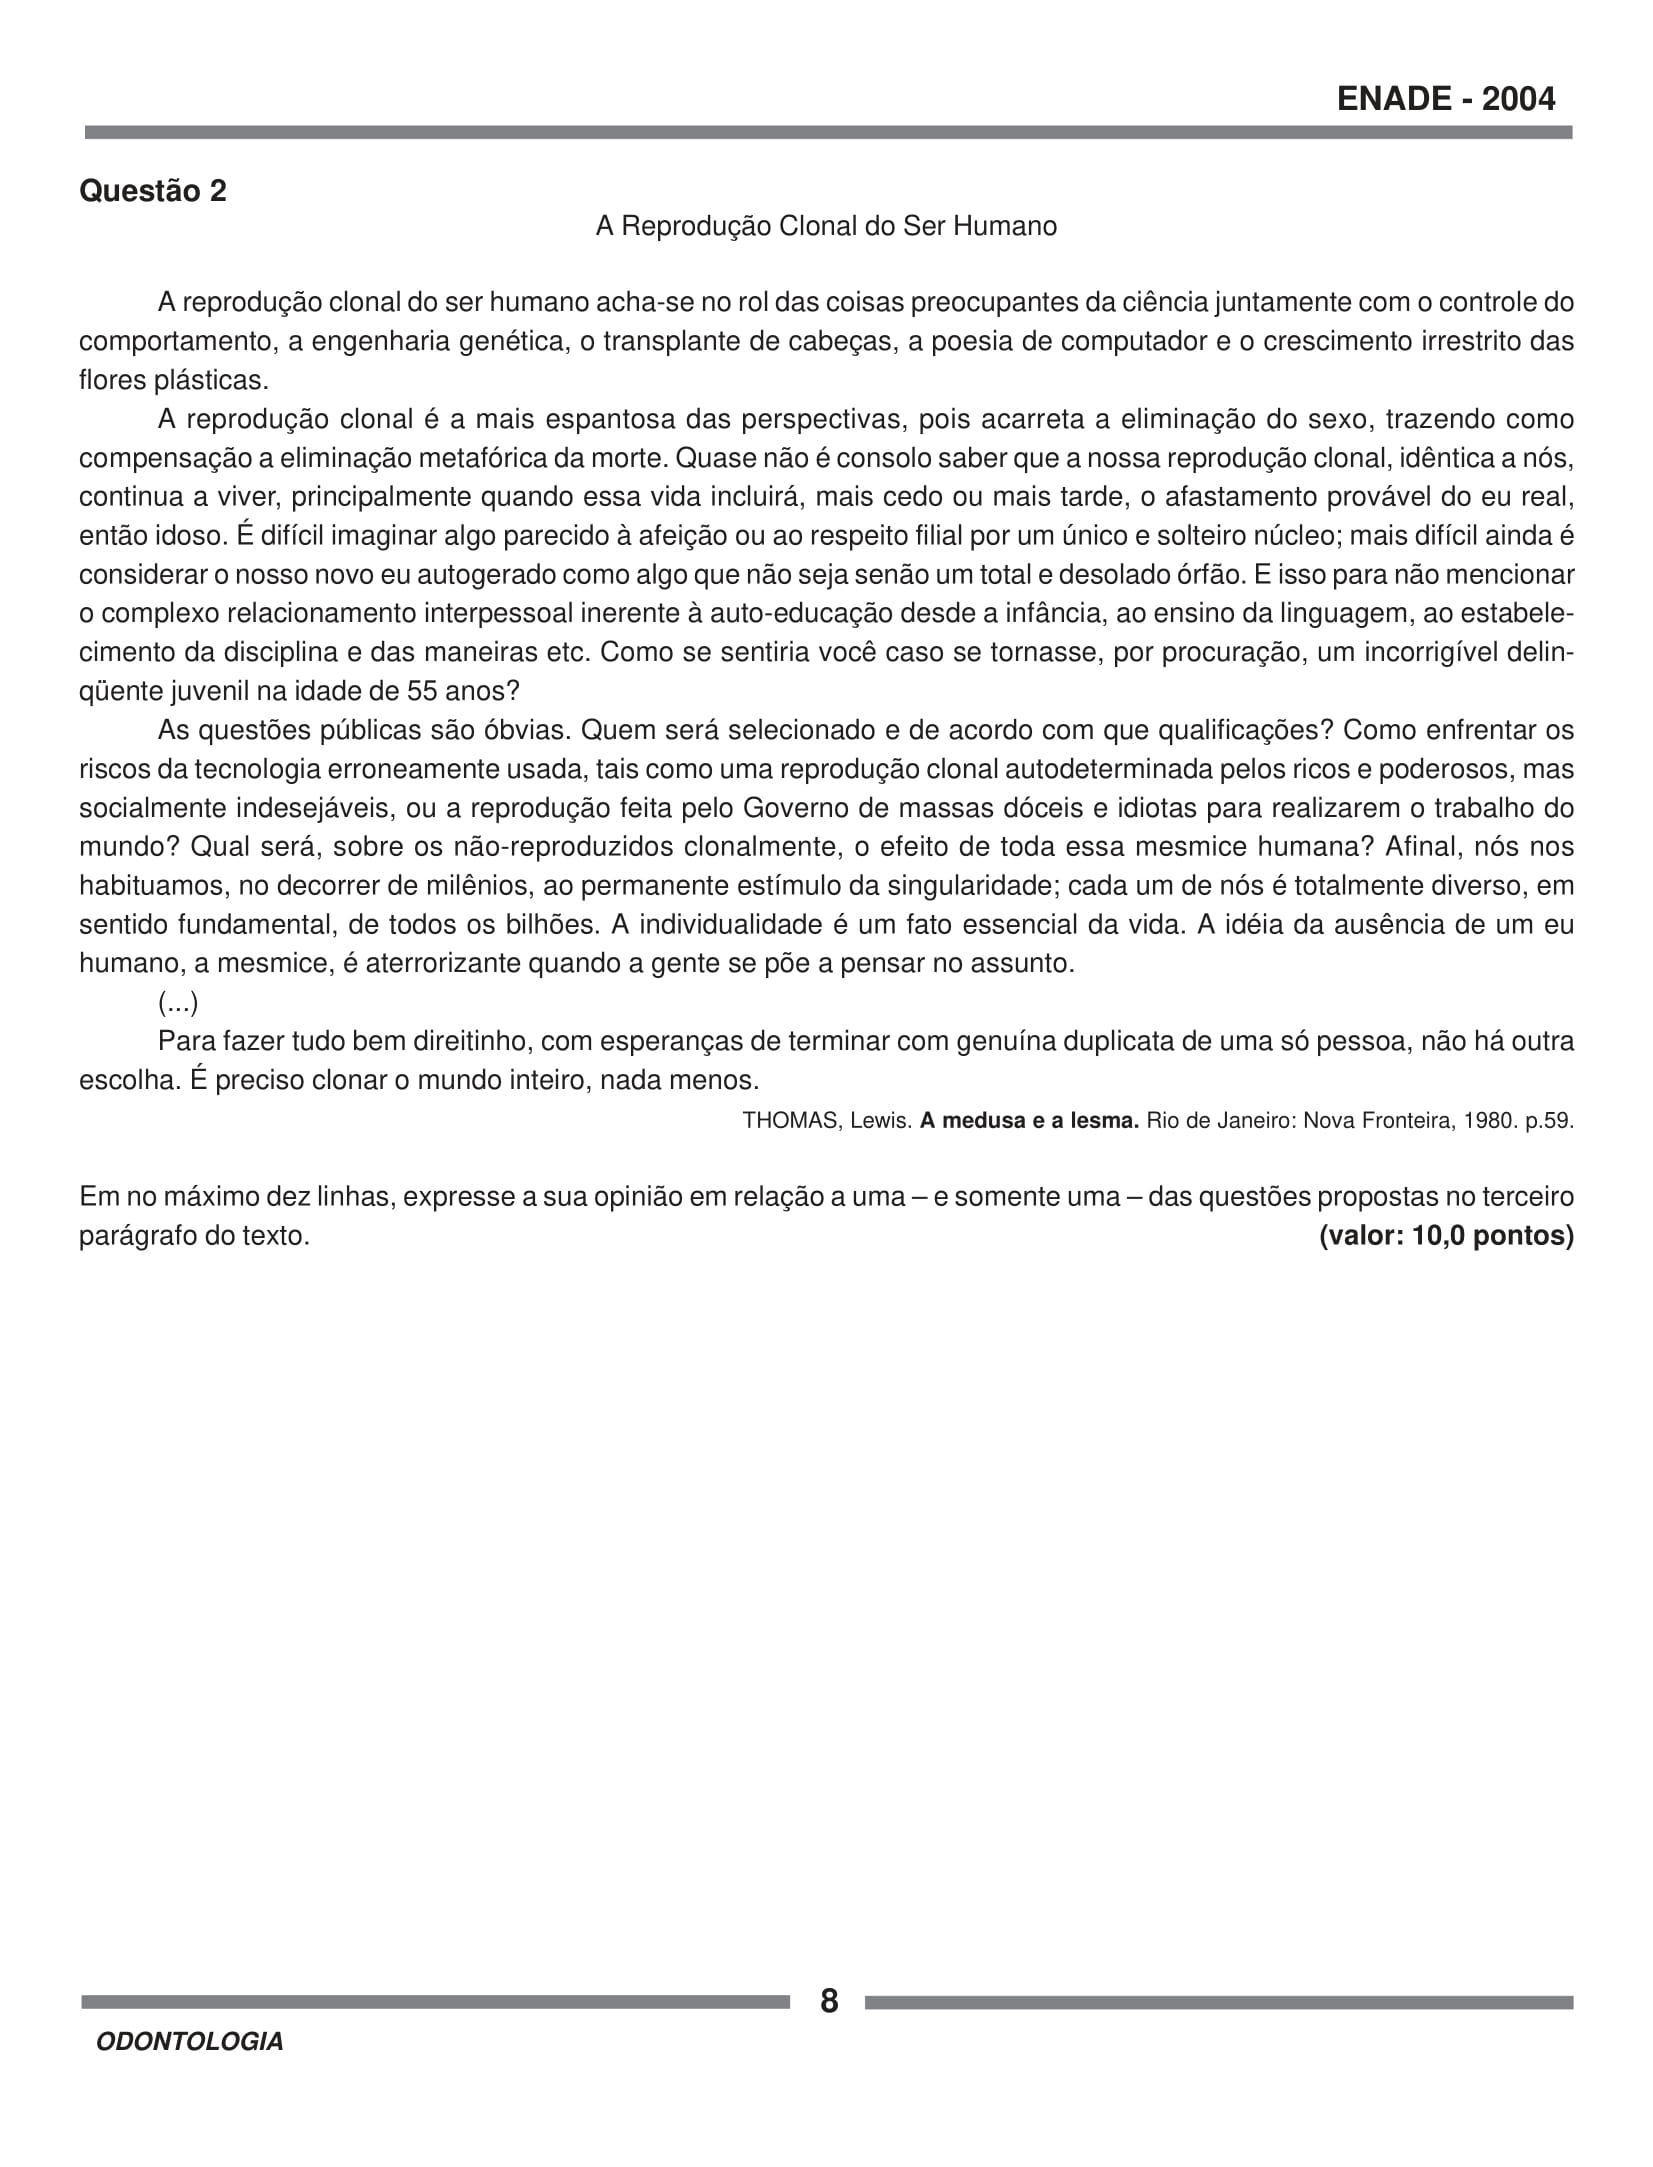 ENADE - 2004
Questão 2
A Reprodução Clonal do Ser Humano
A reprodução clonal do ser humano acha-se no rol das coisas preocupantes da ciência juntamente com o controle do
comportamento, a engenharia genética, o transplante de cabeças, a poesia de computador e o crescimento irrestrito das
flores plásticas.
A reprodução clonal é a mais espantosa das perspectivas, pois acarreta a eliminação do sexo, trazendo como
compensação a eliminação metafórica da morte. Quase não é consolo saber que a nossa reprodução clonal, idêntica a nós,
continua a viver, principalmente quando essa vida incluirá, mais cedo ou mais tarde, o afastamento provável do eu real,
então idoso. É difícil imaginar algo parecido à afeição ou ao respeito filial por um único e solteiro núcleo; mais difícil ainda é
considerar o nosso novo eu autogerado como algo que não seja senão um total e desolado órfão. E isso para não mencionar
o complexo relacionamento interpessoal inerente à auto-educação desde a infância, ao ensino da linguagem, ao estabele-
cimento da disciplina e das maneiras etc. Como se sentiria você caso se tornasse, por procuração, um incorrigível delin-
qüente juvenil na idade de 55 anos?
As questões públicas são óbvias. Quem será selecionado e de acordo com que qualificações? Como enfrentar os
riscos da tecnologia erroneamente usada, tais como uma reprodução clonal autodeterminada pelos ricos e poderosos, mas
socialmente indesejáveis, ou a reprodução feita pelo Governo de massas dóceis e idiotas para realizarem o trabalho do
mundo? Qual será, sobre os não-reproduzidos clonalmente, o efeito de toda essa mesmice humana? Afinal, nós nos
habituamos, no decorrer de milênios, ao permanente estímulo da singularidade; cada um de nós é totalmente diverso, em
sentido fundamental, de todos os bilhões. A individualidade é um fato essencial da vida. A idéia da ausência de um eu
humano, a mesmice, é aterrorizante quando a gente se põe a pensar no assunto.
(...)
Para fazer tudo bem direitinho, com esperanças de terminar com genuína duplicata de uma só pessoa, não há outra
escolha. É preciso clonar o mundo inteiro, nada menos.
THOMAS, Lewis. A medusa e a lesma. Rio de Janeiro: Nova Fronteira, 1980. p.59.
Em no máximo dez linhas, expresse a sua opinião em relação a uma – e somente uma – das questões propostas no terceiro
parágrafo do texto. (valor: 10,0 pontos)
8
ODONTOLOGIA